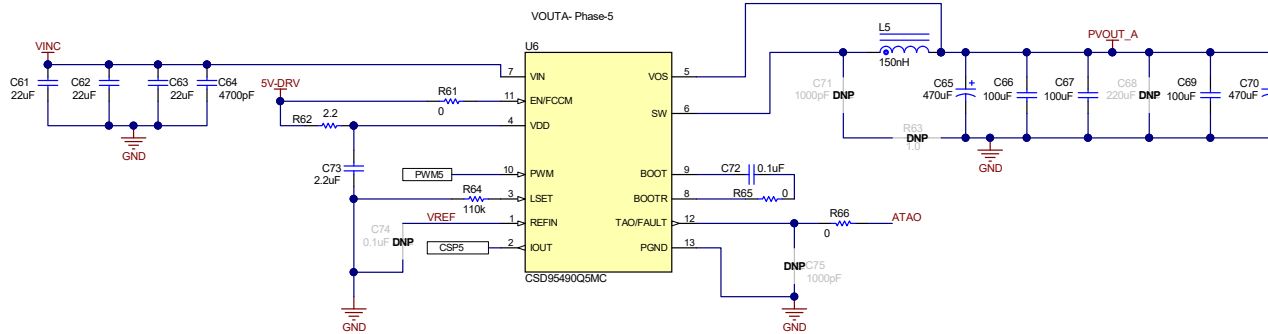 VOUTA- Phase-5
U6
VINC
C61
22uF
C62
22uF
C63
22uF
C64
4700pF
5V-DRV
R61
0
R62
2.2
C73
2.2uF
PWM5
R64
110k
VREF
C74
0.1uF
DNP
CSP5
GND
GND
7
VIN
11
EN/FCCM
4
VDD
10
PWM
3
LSET
1
REFIN
2
IOUT
VOS
5
SW
6
BOOT
9
BOOTR
8
TAO/FAULT
12
PGND
13
CSD95490Q5MC
C72
0.1uF
R65
0
R66
0
ATAO
DNP
C75
1000pF
GND
L5
150nH
C71
1000pF
DNP
R63
DNP
1.0
PVOUT_A
C65
470uF
+
C66
100uF
C67
100uF
C68
220uF
DNP
C69
100uF
C70
470uF
GND